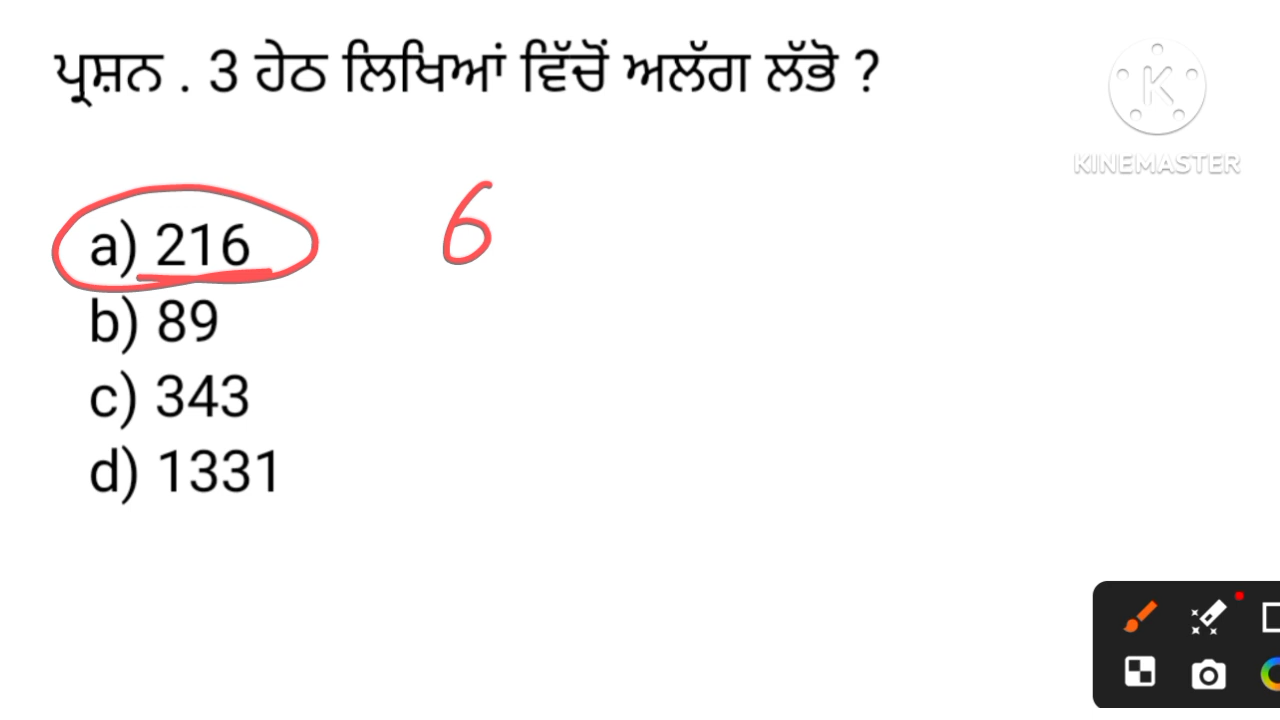 ਪ੍ਰਸ਼ਨ . 3 ਹੇਠ ਲਿਖਿਆਂ ਵਿੱਚੋਂ ਅਲੱਗ ਲੱਭੋ ?
K
KINEMASTER
a) 216 6
b) 89
c) 343
d) 1331